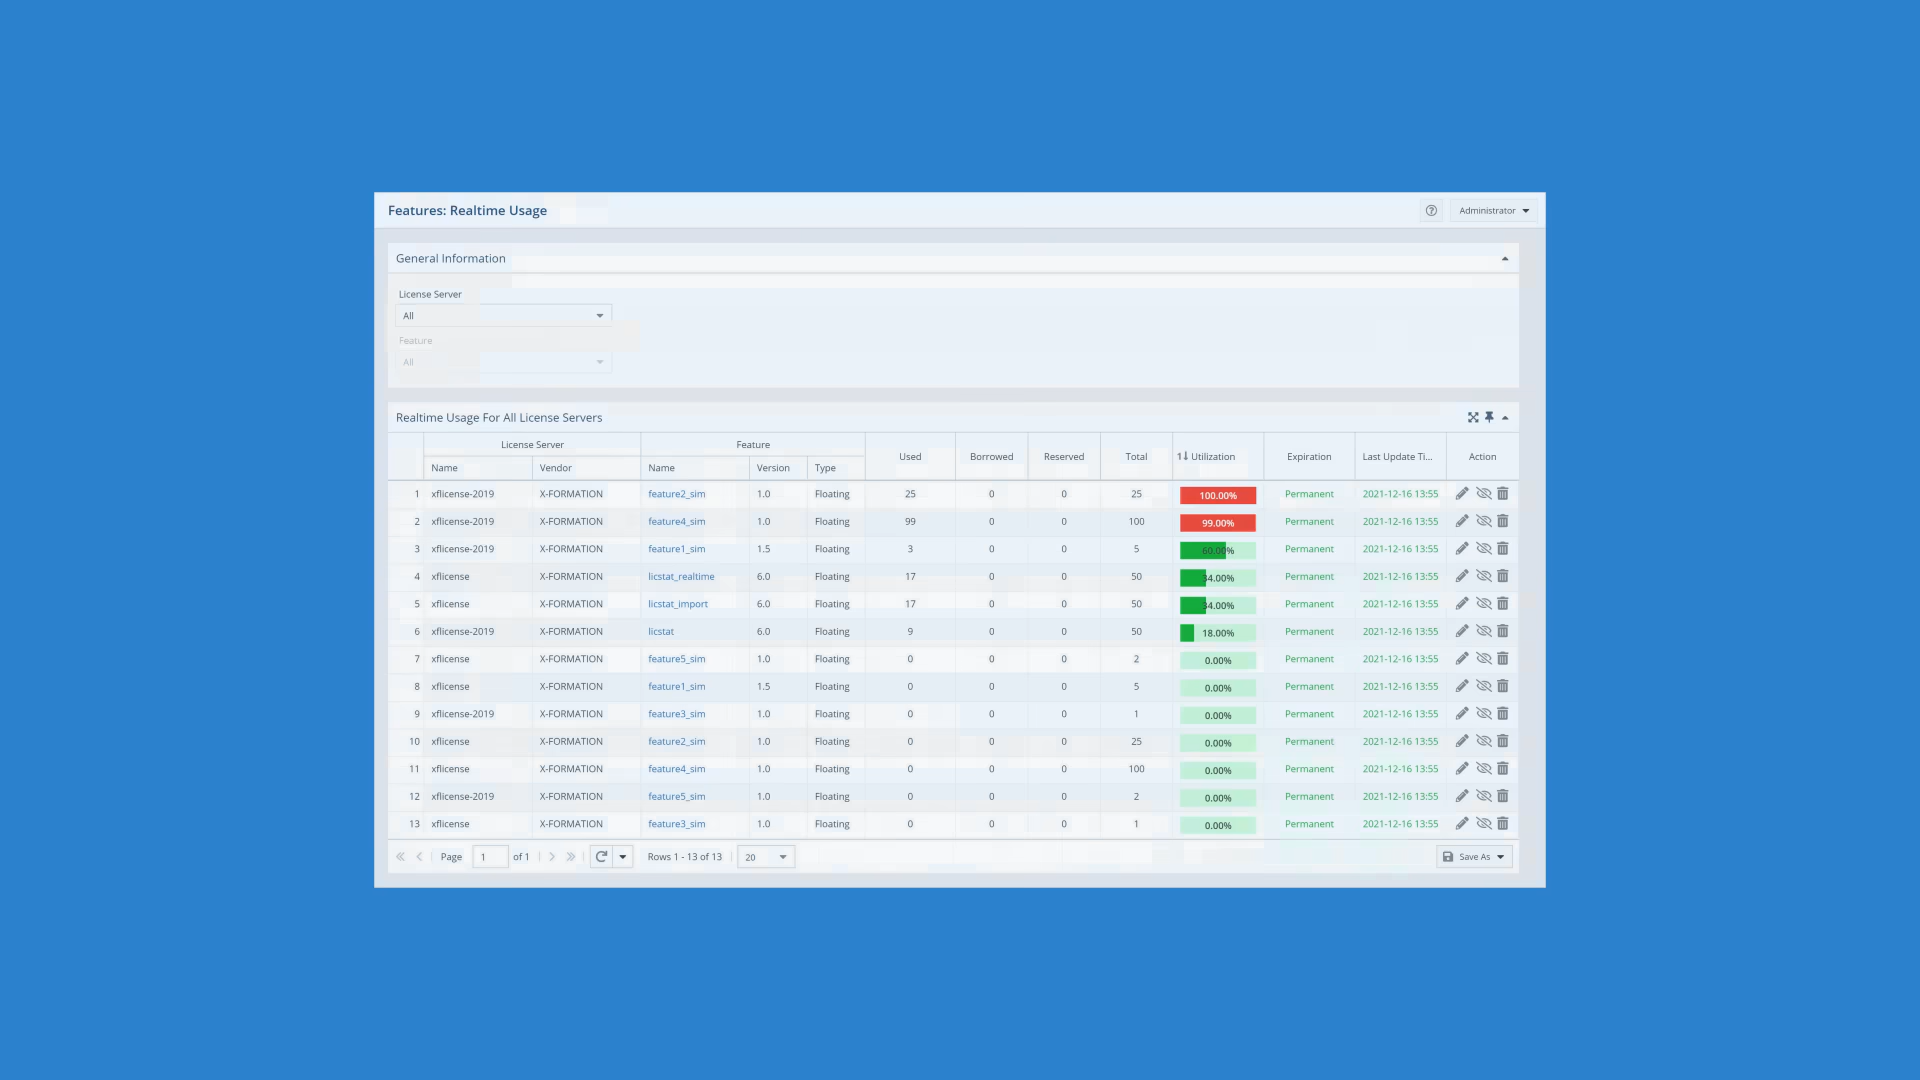 Features: Realtime Usage
Administrator
General Information
License Server
All
Feature
All
Realtime Usage For All License Servers
License Server Feature Used Borrowed Reserved Total 1 Utilization Expiration Last Update Ti... Action
Name Vendor Name Version Type
1 xflicense-2019 X-FORMATION feature2_sim 1.0 Floating 25 0 0 25 100.00% Permanent 2021-12-16 13:55
2 xflicense-2019 X-FORMATION feature4_sim 1.0 Floating 99 0 0 100 99.00% Permanent 2021-12-16 13:55
3 xflicense-2019 X-FORMATION feature1_sim 1.5 Floating 3 0 0 5 60.00% Permanent 2021-12-16 13:55
4 xflicense X-FORMATION licstat_realtime 6.0 Floating 17 0 0 50 34.00% Permanent 2021-12-16 13:55
5 xflicense X-FORMATION licstat_import 6.0 Floating 17 0 0 50 34.00% Permanent 2021-12-16 13:55
6 xflicense-2019 X-FORMATION licstat 6.0 Floating 9 0 0 50 18.00% Permanent 2021-12-16 13:55
7 xflicense X-FORMATION feature5_sim 1.0 Floating 0 0 0 2 0.00% Permanent 2021-12-16 13:55
8 xflicense X-FORMATION feature1_sim 1.5 Floating 0 0 0 5 0.00% Permanent 2021-12-16 13:55
9 xflicense-2019 X-FORMATION feature3_sim 1.0 Floating 0 0 0 1 0.00% Permanent 2021-12-16 13:55
10 xflicense X-FORMATION feature2_sim 1.0 Floating 0 0 0 25 0.00% Permanent 2021-12-16 13:55
11 xflicense X-FORMATION feature4_sim 1.0 Floating 0 0 0 100 0.00% Permanent 2021-12-16 13:55
12 xflicense-2019 X-FORMATION feature5_sim 1.0 Floating 0 0 0 2 0.00% Permanent 2021-12-16 13:55
13 xflicense X-FORMATION feature3_sim 1.0 Floating 0 0 0 1 0.00% Permanent 2021-12-16 13:55
Page 1 of 1 Rows 1 - 13 of 13 20 Save As